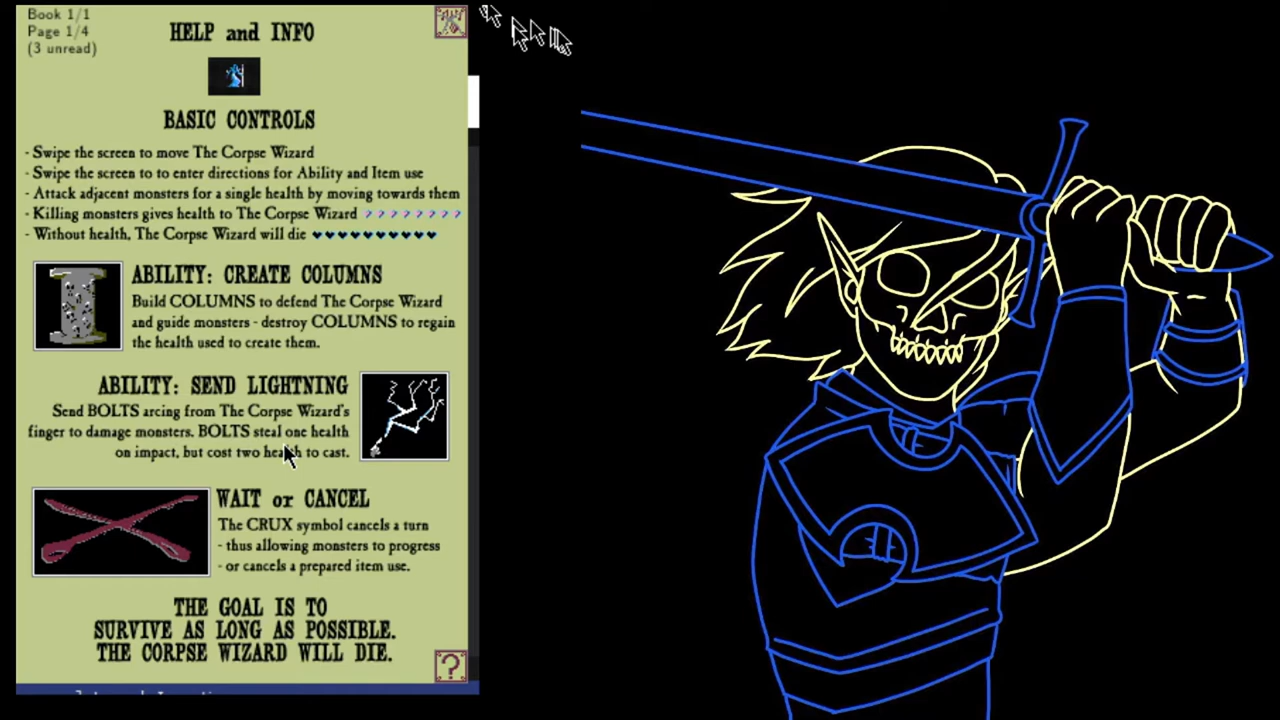 Book 1/1
Page 1/4
(3 unread)
HELP and INFO
BASIC CONTROLS
- Swipe the screen to move The Corpse Wizard
- Swipe the screen to to enter directions for Ability and Item use
- Attack adjacent monsters for a single health by moving towards them
- Killing monsters gives health to The Corpse Wizard
- Without health, The Corpse Wizard will die
ABILITY: CREATE COLUMNS
Build COLUMNS to defend The Corpse Wizard
and guide monsters - destroy COLUMNS to regain
the health used to create them.
ABILITY: SEND LIGHTNING
Send BOLTS arcing from The Corpse Wizard's
finger to damage monsters. BOLTS steal one health
on impact, but cost two health to cast.
WAIT or CANCEL
The CRUX symbol cancels a turn
- thus allowing monsters to progress
- or cancels a prepared item use.
THE GOAL IS TO
SURVIVE AS LONG AS POSSIBLE.
THE CORPSE WIZARD WILL DIE.
?